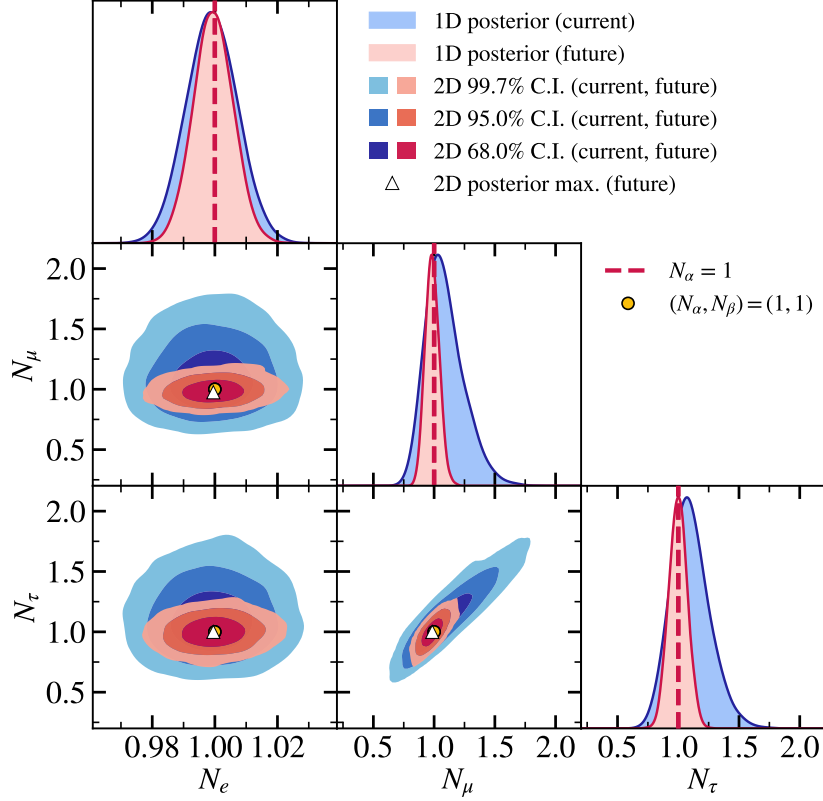 1D posterior (current)
1D posterior (future)
2D 99.7% C.I. (current, future)
2D 95.0% C.I. (current, future)
2D 68.0% C.I. (current, future)
2D posterior max. (future)
N_α = 1
(N_α, N_β) = (1, 1)
2.0
1.5
1.0
0.5
N_μ
2.0
1.5
1.0
0.5
N_τ
0.98 1.00 1.02
N_e
0.5 1.0 1.5 2.0
N_μ
0.5 1.0 1.5 2.0
N_τ